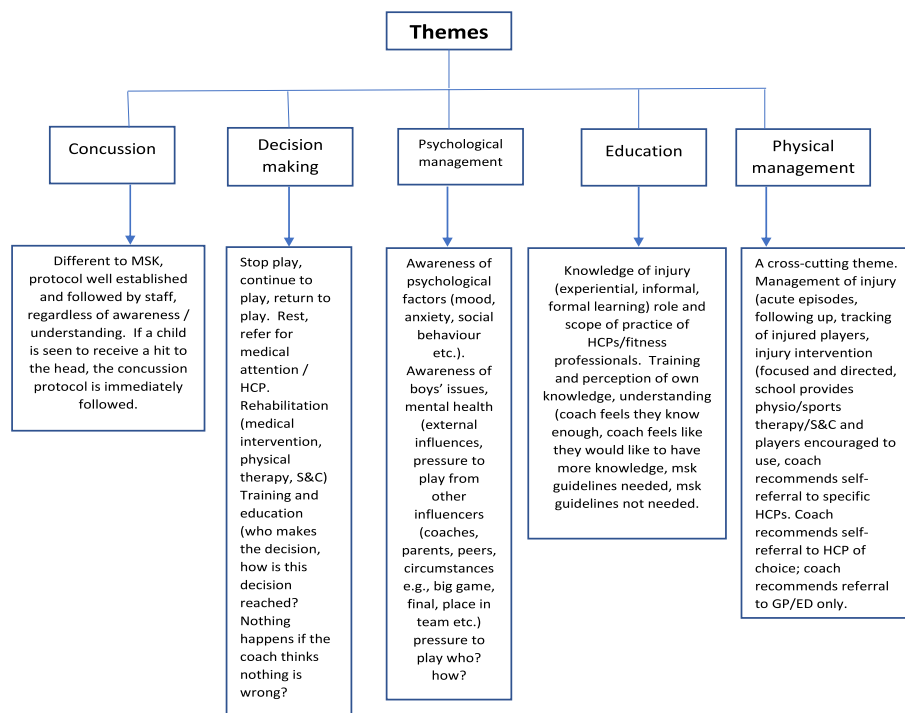 Themes
Concussion
Decision
making
Psychological
management
Education
Physical
management
Different to MSK,
protocol well established
and followed by staff,
regardless of awareness /
understanding.  If a child
is seen to receive a hit to
the head, the concussion
protocol is immediately
followed.
Stop play,
continue to
play, return to
play.  Rest,
refer for
medical
attention /
HCP.
Rehabilitation
(medical
intervention,
physical
therapy, S&C)
Training and
education
(who makes
the decision,
how is this
decision
reached?
Nothing
happens if the
coach thinks
nothing is
wrong?
Awareness of
psychological
factors (mood,
anxiety, social
behaviour
etc.).
Awareness of
boys’ issues,
mental health
(external
influences,
pressure to
play from
other
influencers
(coaches,
parents, peers,
circumstances
e.g., big game,
final, place in
team etc.)
pressure to
play who?
how?
Knowledge of injury
(experiential, informal,
formal learning) role and
scope of practice of
HCPs/fitness
professionals.  Training
and perception of own
knowledge, understanding
(coach feels they know
enough, coach feels like
they would like to have
more knowledge, msk
guidelines needed, msk
guidelines not needed.
A cross-cutting theme.
Management of injury
(acute episodes,
following up, tracking
of injured players,
injury intervention
(focused and directed,
school provides
physio/sports
therapy/S&C and
players encouraged to
use, coach
recommends self-
referral to specific
HCPs. Coach
recommends self-
referral to HCP of
choice; coach
recommends referral
to GP/ED only.